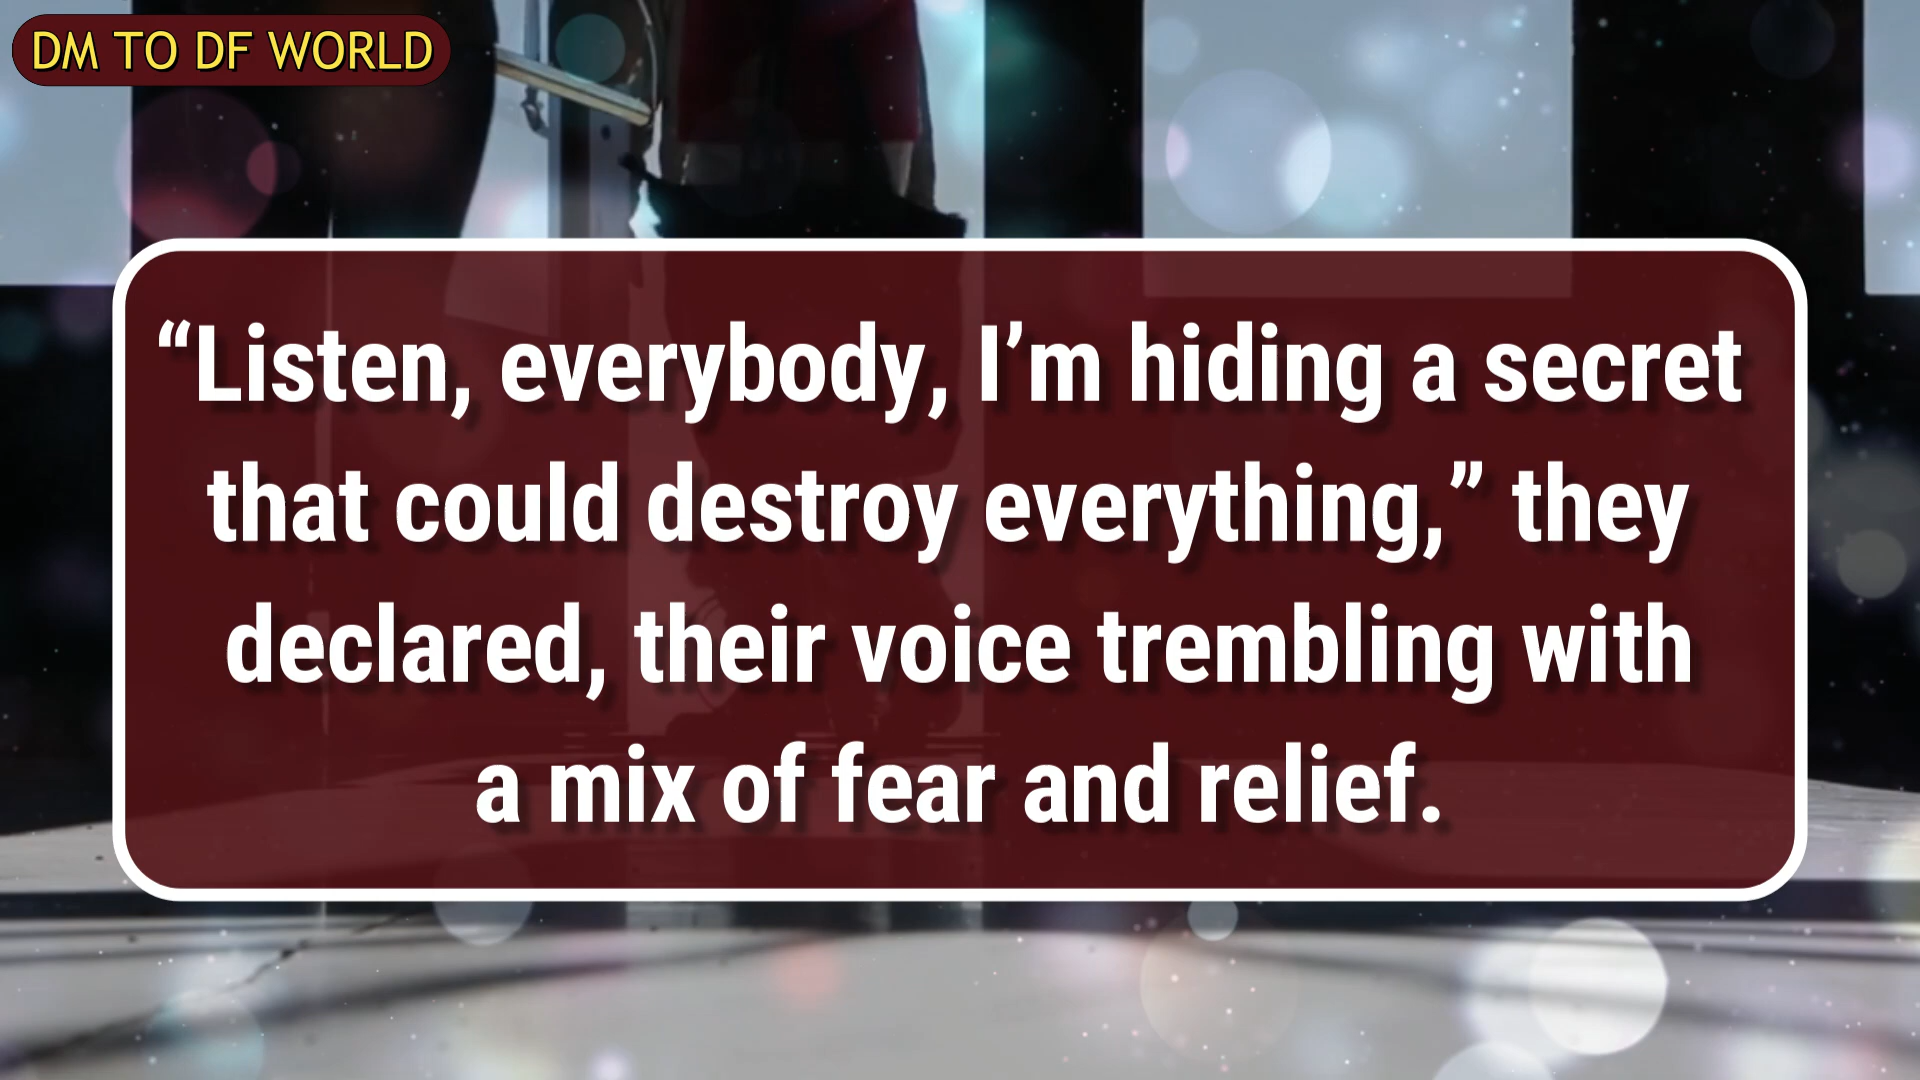 DM TO DF WORLD
“Listen, everybody, I’m hiding a secret
that could destroy everything,” they
declared, their voice trembling with
a mix of fear and relief.